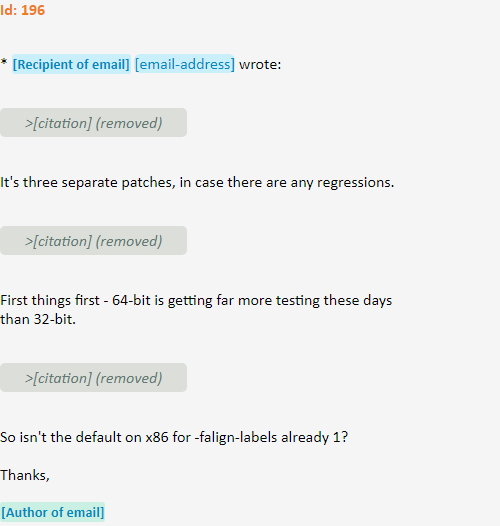 Id: 196
* [Recipient of email] [email-address] wrote:
>[citation] (removed)
It's three separate patches, in case there are any regressions.
>[citation] (removed)
First things first - 64-bit is getting far more testing these days
than 32-bit.
>[citation] (removed)
So isn't the default on x86 for -falign-labels already 1?
Thanks,
[Author of email]